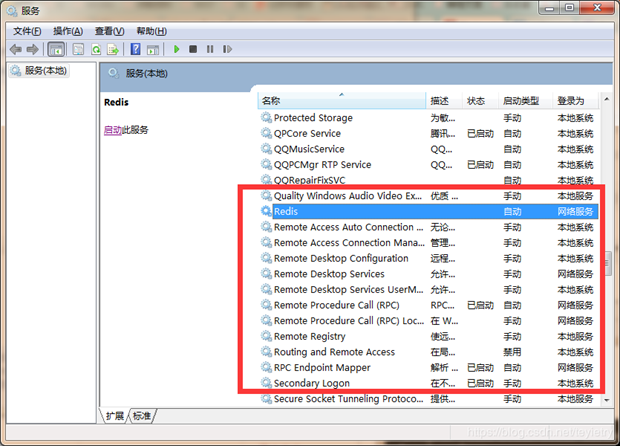 服务
文件(F) 操作(A) 查看(V) 帮助(H)
服务(本地)
服务(本地)
Redis
启动此服务
名称 描述 状态 启动类型 登录为
Protected Storage 为敏... 手动 本地系统
QPCore Service 腾讯... 已启动 自动 本地系统
QQMusicService QQ... 手动 本地系统
QQPCMgr RTP Service QQ... 已启动 自动 本地系统
QQRepairFixSVC 手动 本地系统
Quality Windows Audio Video Ex... 优质 ... 手动 本地服务
Redis 自动 网络服务
Remote Access Auto Connection ... 无论... 手动 本地系统
Remote Access Connection Mana... 管理... 手动 本地系统
Remote Desktop Configuration 远程... 手动 本地系统
Remote Desktop Services 允许... 手动 网络服务
Remote Desktop Services UserM... 允许... 手动 本地系统
Remote Procedure Call (RPC) RPC... 已启动 自动 网络服务
Remote Procedure Call (RPC) Loc... 在 W... 手动 网络服务
Remote Registry 使远... 手动 本地服务
Routing and Remote Access 在局... 禁用 本地系统
RPC Endpoint Mapper 解析 ... 已启动 自动 网络服务
Secondary Logon 在不... 已启动 手动 本地系统
Secure Socket Tunneling Protoco... 提供... 手动 本地服务
扩展 标准